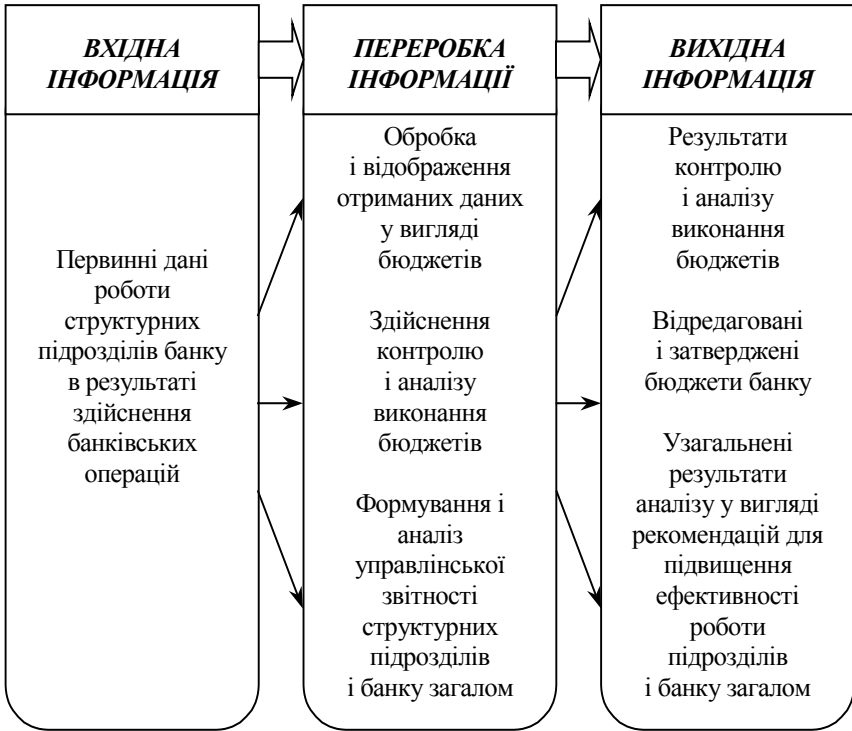 ВХІДНА
ІНФОРМАЦІЯ
ПЕРЕРОБКА
ІНФОРМАЦІЇ
ВИХІДНА
ІНФОРМАЦІЯ
Первинні дані
роботи
структурних
підрозділів банку
в результаті
здійснення
банківських
операцій
Обробка
і відображення
отриманих даних
у вигляді
бюджетів
Здійснення
контролю
і аналізу
виконання
бюджетів
Формування і
аналіз
управлінської
звітності
структурних
підрозділів
і банку загалом
Результати
контролю
і аналізу
виконання
бюджетів
Відредаговані
і затверджені
бюджети банку
Узагальнені
результати
аналізу у вигляді
рекомендацій для
підвищення
ефективності
роботи
підрозділів
і банку загалом